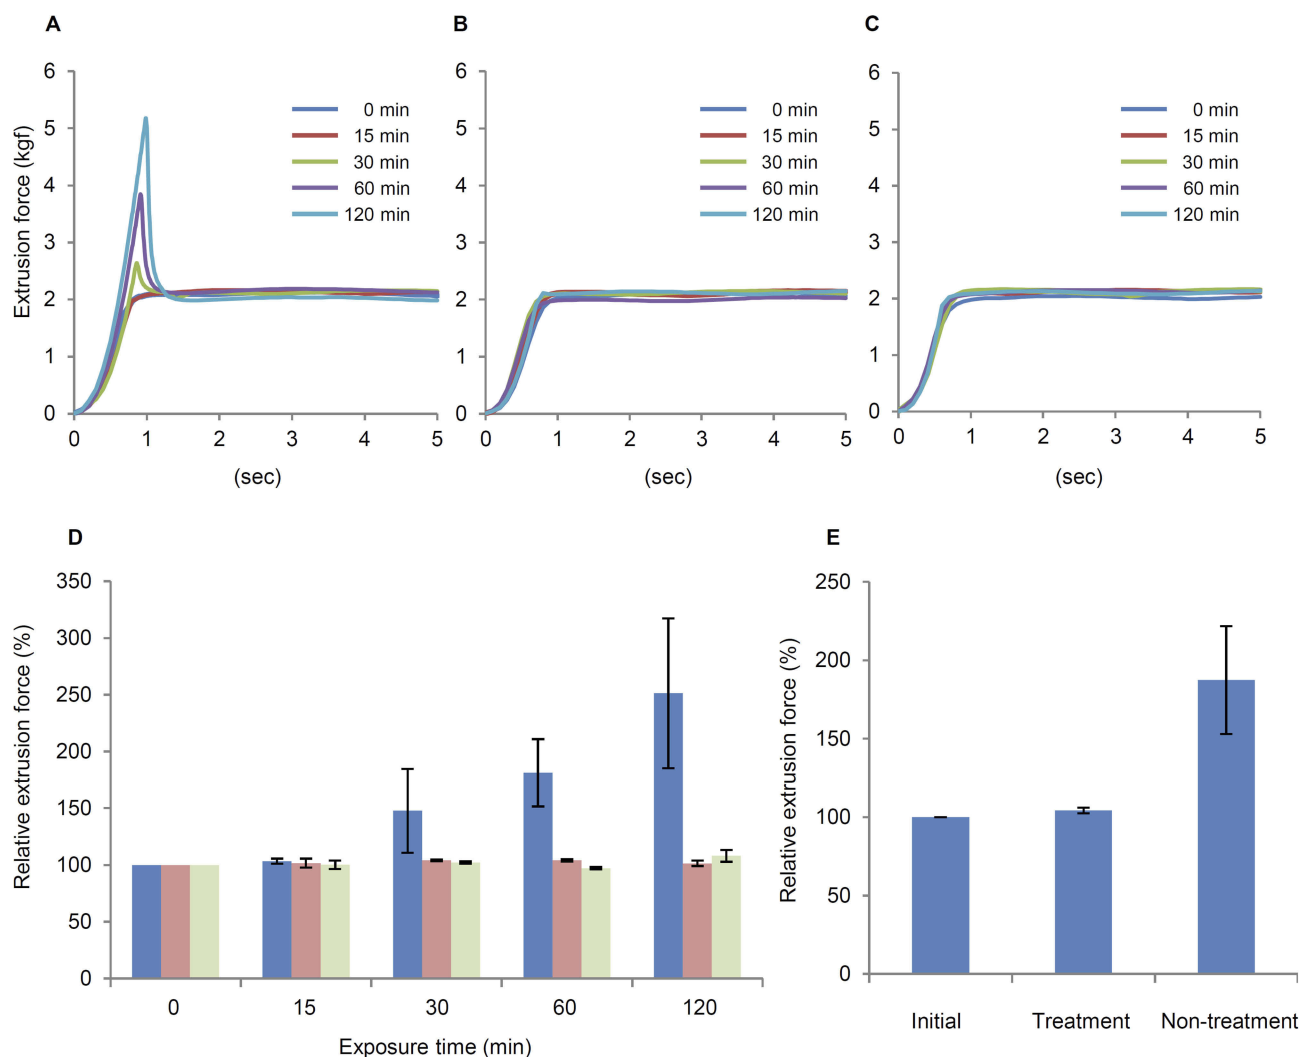 A
B
C
Extrusion force (kgf)
6
5
4
3
2
1
0
0 1 2 3 4 5
(sec)
0 min
15 min
30 min
60 min
120 min
6
5
4
3
2
1
0
0 1 2 3 4 5
(sec)
0 min
15 min
30 min
60 min
120 min
6
5
4
3
2
1
0
0 1 2 3 4 5
(sec)
0 min
15 min
30 min
60 min
120 min
D
Relative extrusion force (%)
350
300
250
200
150
100
50
0
0 15 30 60 120
Exposure time (min)
E
Relative extrusion force (%)
250
200
150
100
50
0
Initial Treatment Non-treatment